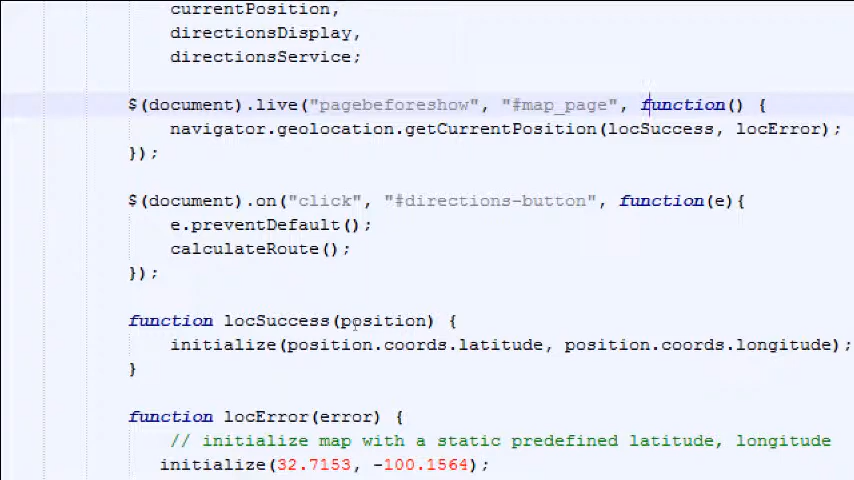 currentPosition,
directionsDisplay,
directionsService;
$(document).live("pagebeforeshow", "#map_page", function() {
navigator.geolocation.getCurrentPosition(locSuccess, locError);
});
$(document).on("click", "#directions-button", function(e){
e.preventDefault();
calculateRoute();
});
function locSuccess(position) {
initialize(position.coords.latitude, position.coords.longitude);
}
function locError(error) {
// initialize map with a static predefined latitude, longitude
initialize(32.7153, -100.1564);